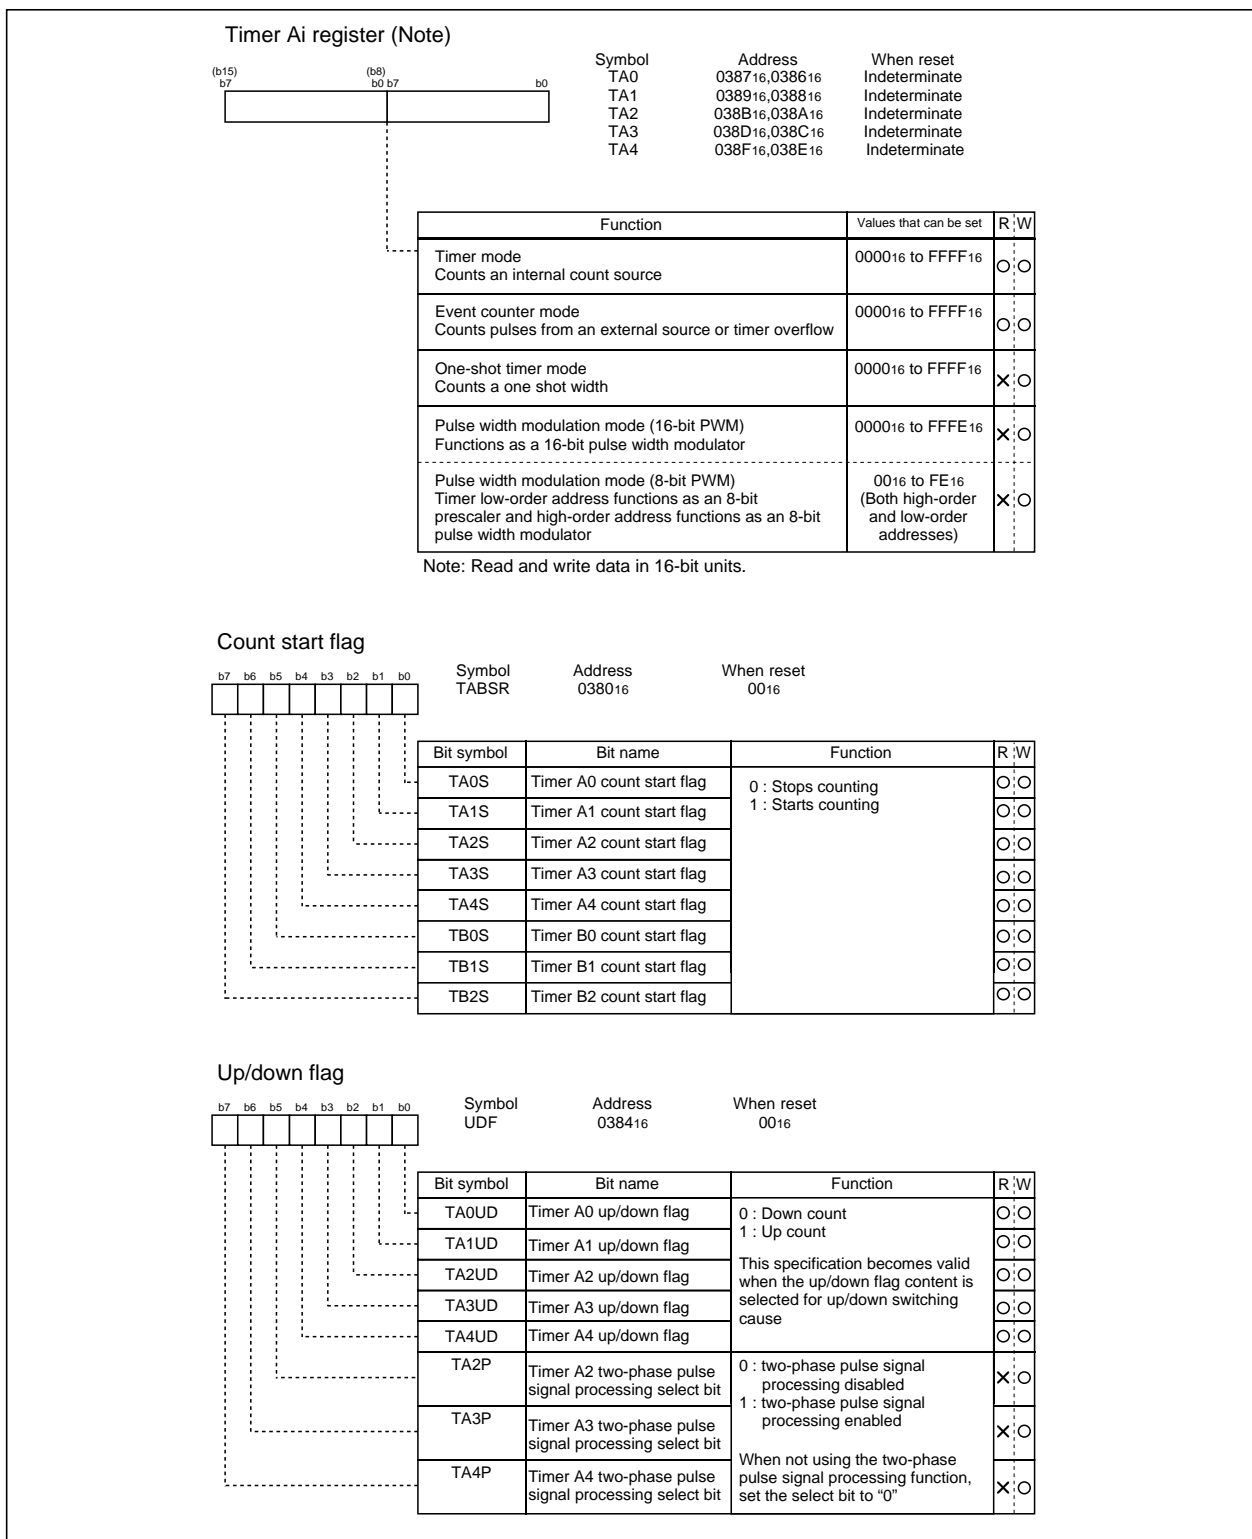 Timer Ai register (Note)
Symbol Address When reset
(b15) (b8)
b7 b0 b7 b0
TA0 038716,038616 Indeterminate
TA1 038916,038816 Indeterminate
TA2 038B16,038A16 Indeterminate
TA3 038D16,038C16 Indeterminate
TA4 038F16,038E16 Indeterminate
Function Values that can be set R W
Timer mode 000016 to FFFF16
Counts an internal count source
Event counter mode 000016 to FFFF16
Counts pulses from an external source or timer overflow
One-shot timer mode 000016 to FFFF16
Counts a one shot width
Pulse width modulation mode (16-bit PWM) 000016 to FFFE16
Functions as a 16-bit pulse width modulator
Pulse width modulation mode (8-bit PWM) 0016 to FE16
Timer low-order address functions as an 8-bit (Both high-order
prescaler and high-order address functions as an 8-bit and low-order
pulse width modulator addresses)
Note: Read and write data in 16-bit units.
Count start flag
b7 b6 b5 b4 b3 b2 b1 b0
Symbol Address When reset
TABSR 038016 0016
Bit symbol Bit name Function R W
TA0S Timer A0 count start flag 0 : Stops counting
TA1S Timer A1 count start flag 1 : Starts counting
TA2S Timer A2 count start flag
TA3S Timer A3 count start flag
TA4S Timer A4 count start flag
TB0S Timer B0 count start flag
TB1S Timer B1 count start flag
TB2S Timer B2 count start flag
Up/down flag
b7 b6 b5 b4 b3 b2 b1 b0
Symbol Address When reset
UDF 038416 0016
Bit symbol Bit name Function R W
TA0UD Timer A0 up/down flag 0 : Down count
1 : Up count
TA1UD Timer A1 up/down flag
This specification becomes valid
TA2UD Timer A2 up/down flag when the up/down flag content is
TA3UD Timer A3 up/down flag selected for up/down switching
cause
TA4UD Timer A4 up/down flag
TA2P Timer A2 two-phase pulse 0 : two-phase pulse signal
signal processing select bit processing disabled
1 : two-phase pulse signal
TA3P Timer A3 two-phase pulse processing enabled
signal processing select bit
When not using the two-phase
TA4P Timer A4 two-phase pulse pulse signal processing function,
signal processing select bit set the select bit to “0”